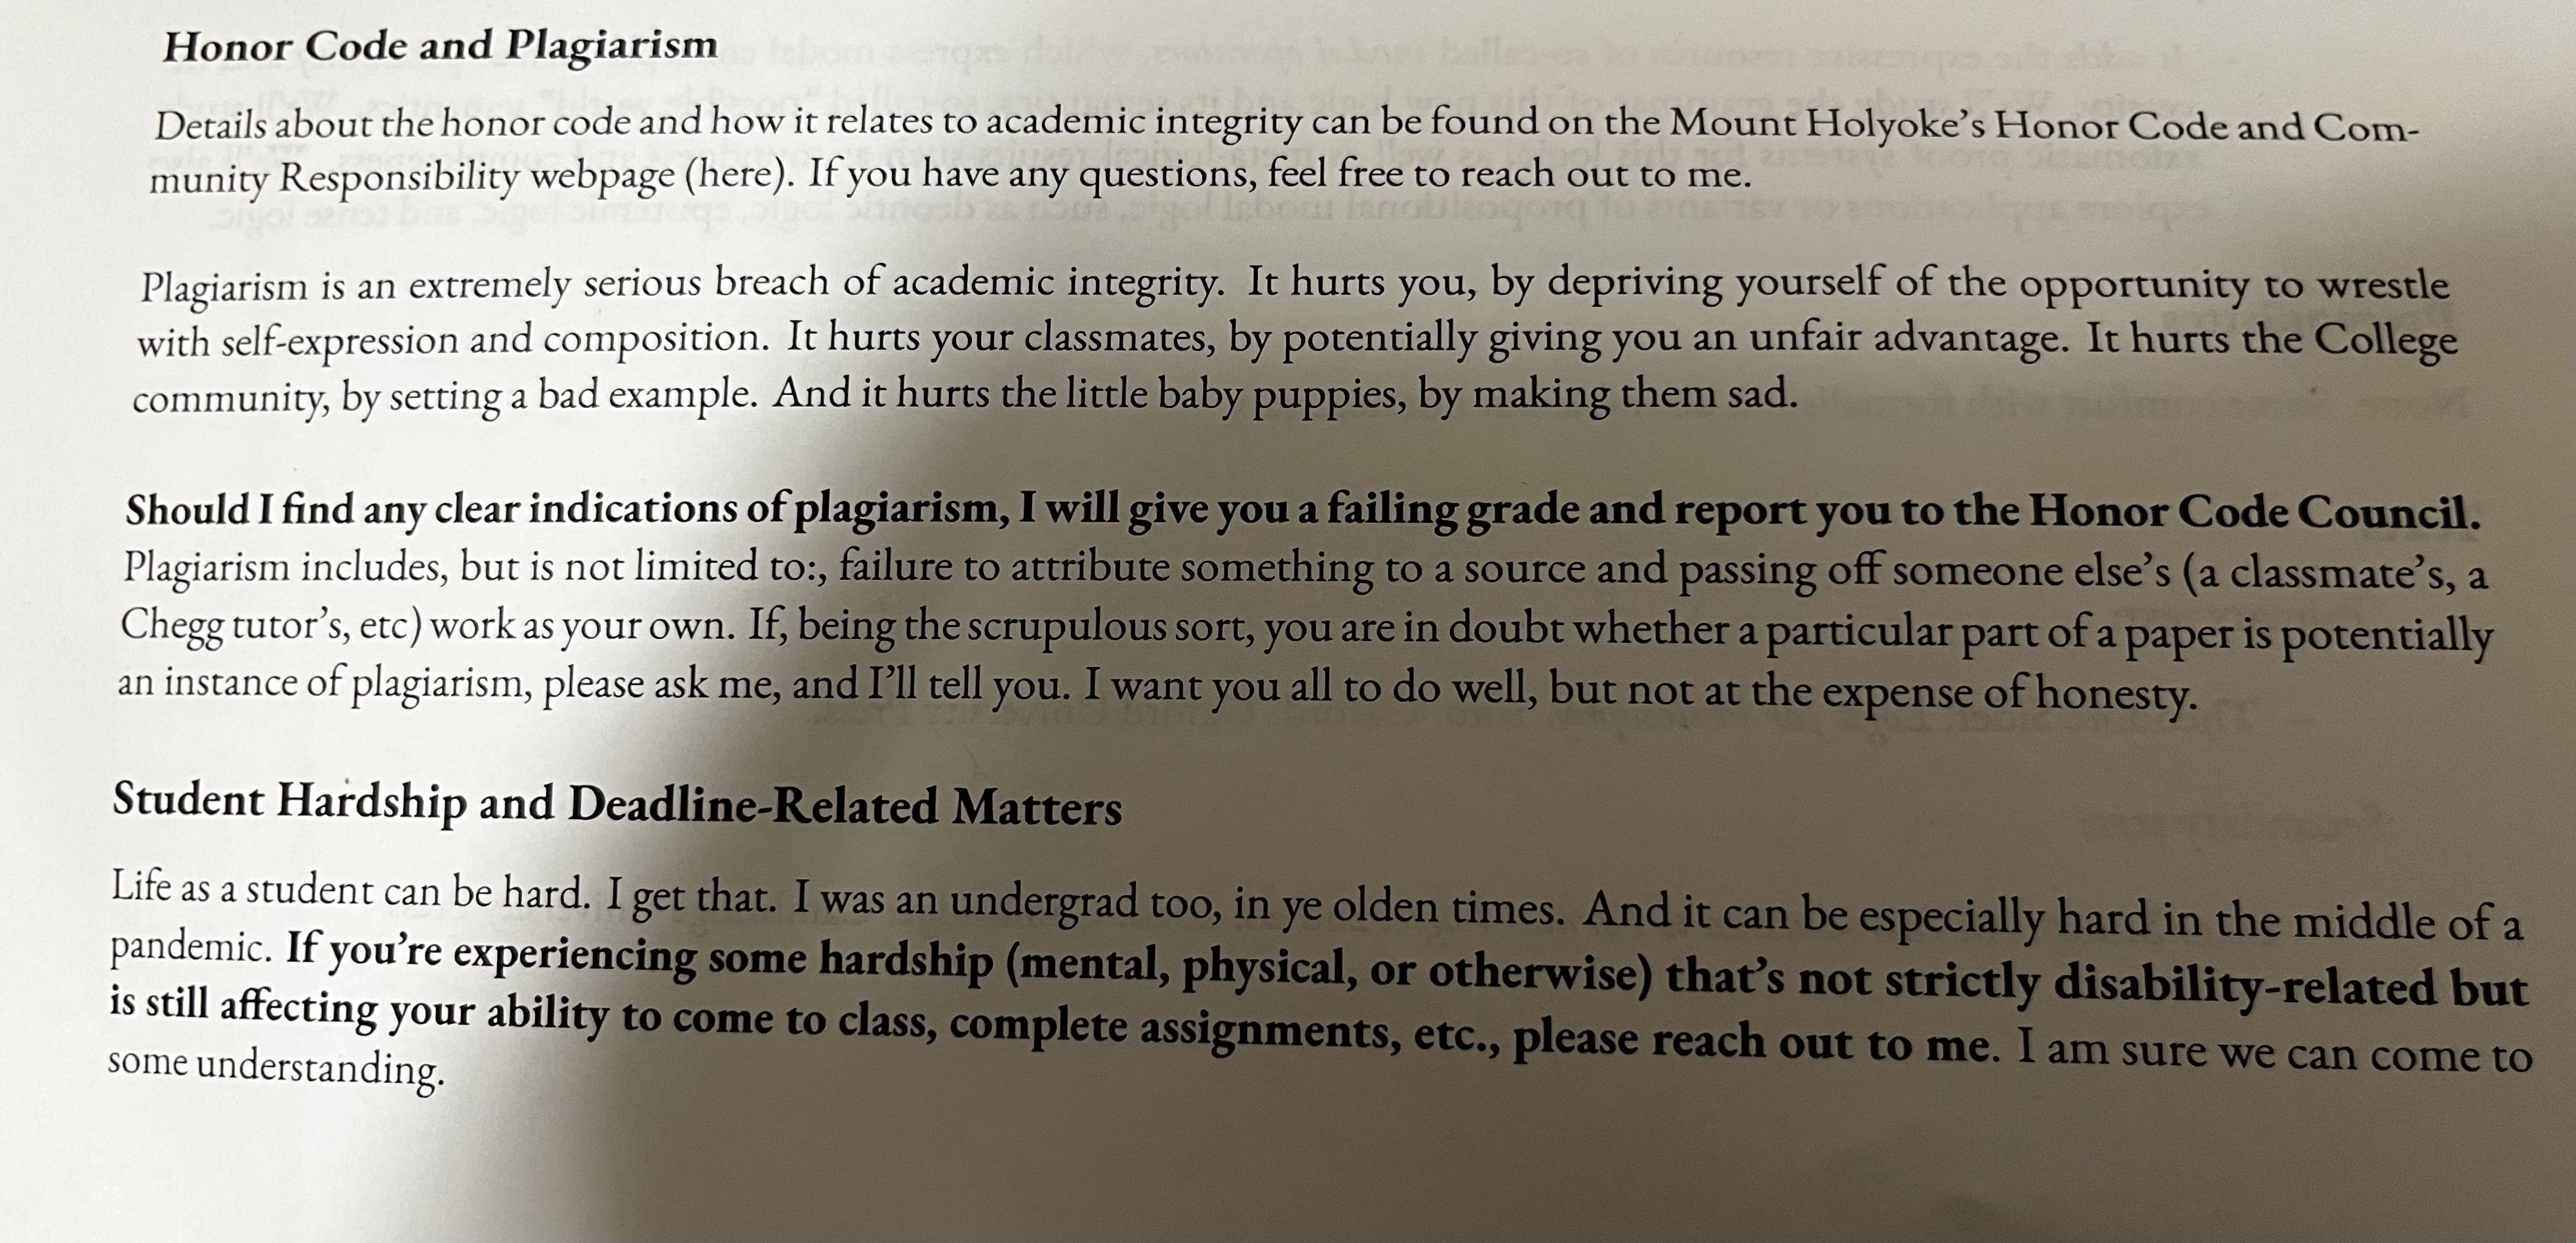 Honor Code and Plagiarism
Details about the honor code and how it relates to academic integrity can be found on the Mount Holyoke's Honor Code and Com-
munity Responsibility webpage (here). If you have any questions, feel free to reach out to me.
Plagiarism is an extremely serious breach of academic integrity. It hurts you, by depriving yourself of the opportunity to wrestle
with self-expression and composition. It hurts your classmates, by potentially giving you an unfair advantage. It hurts the College
community, by setting a bad example. And it hurts the little baby puppies, by making them sad.
Should I find any clear indications of plagiarism, I will give you a failing grade and report you to the Honor Code Council.
Plagiarism includes, but is not limited to:, failure to attribute something to a source and passing off someone else's (a classmate's, a
Chegg tutor's, etc) work as your own. If, being the scrupulous sort, you are in doubt whether a particular part of a paper is potentially
an instance of plagiarism, please ask me, and I'll tell you. I want you all to do well, but not at the expense of honesty.
Student Hardship and Deadline-Related Matters
Life as a student can be hard. I get that. I was an undergrad too, in ye olden times. And it can be especially hard in the middle of a
pandemic. If you're experiencing some hardship (mental, physical, or otherwise) that's not strictly disability-related but
is still affecting your ability to come to class, complete assignments, etc., please reach out to me. I am sure we can come to
some understanding.